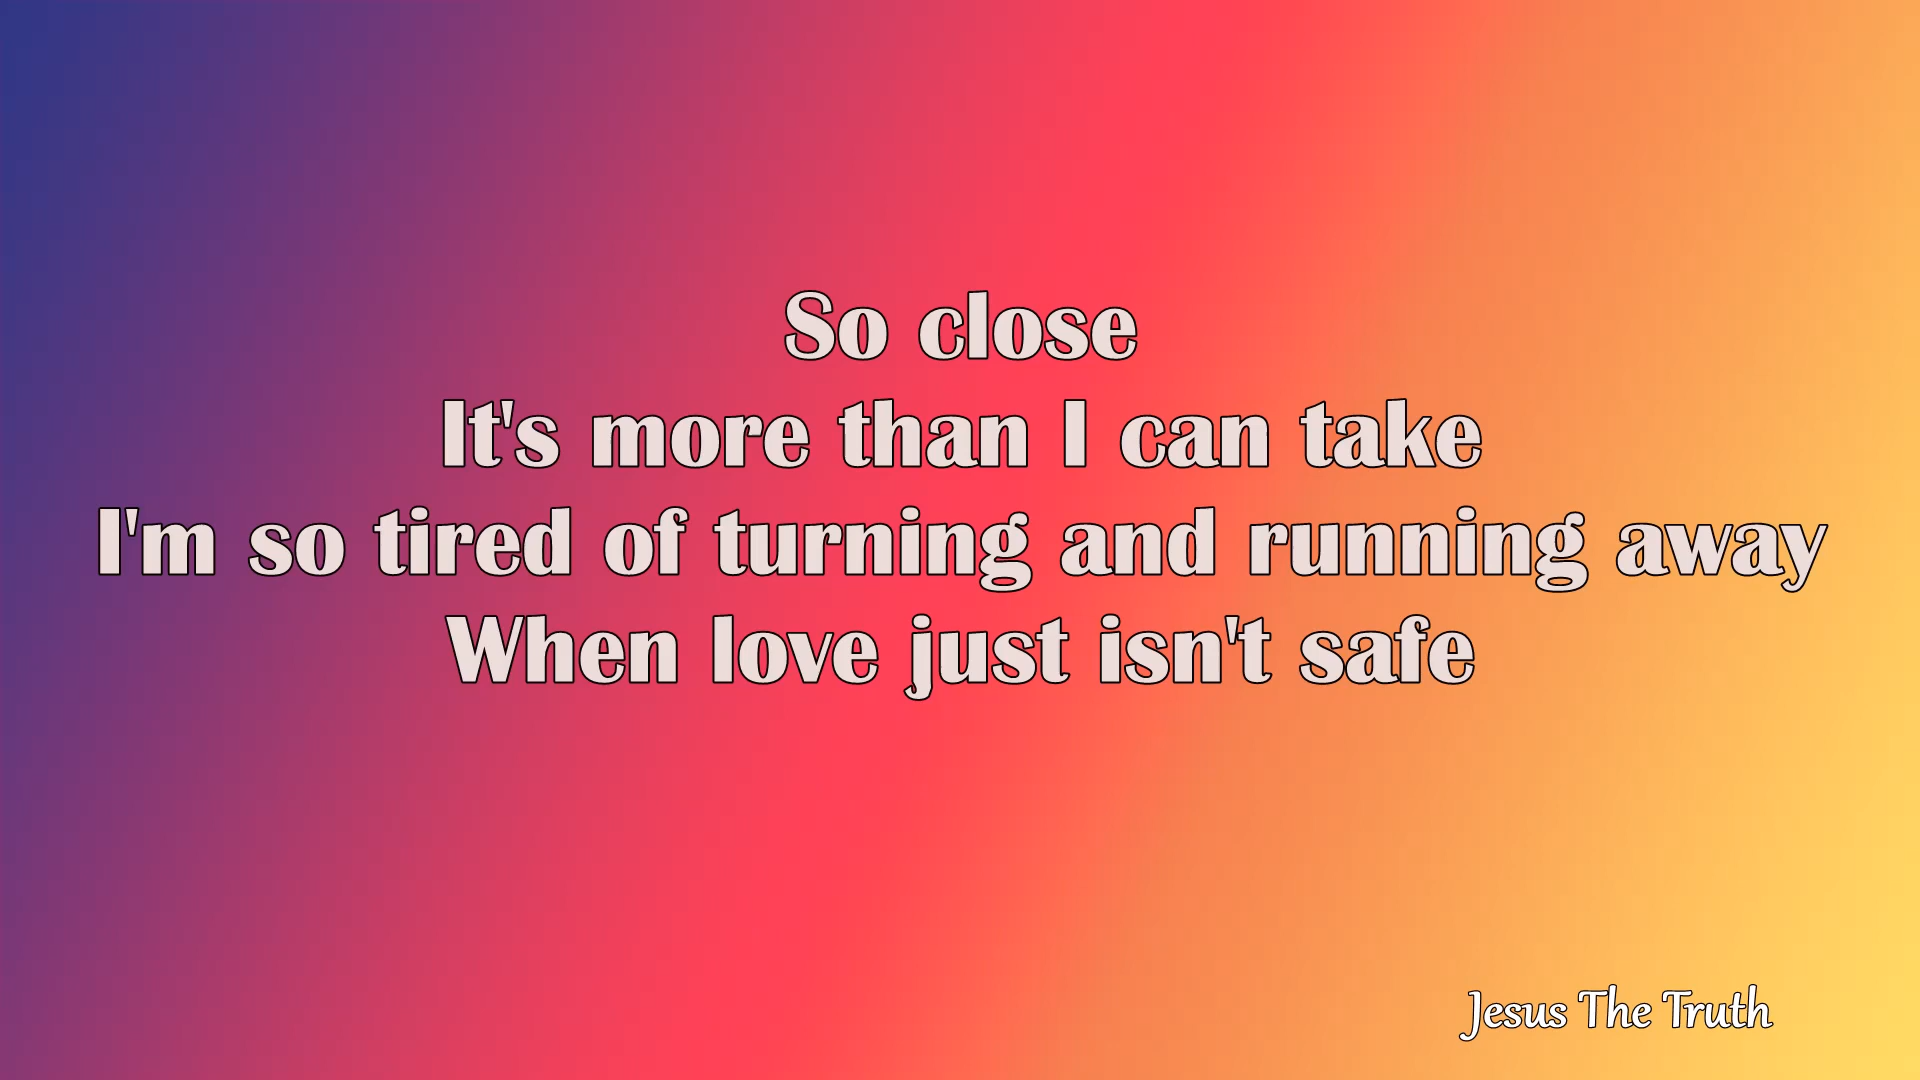 So close
It's more than I can take
I'm so tired of turning and running away
When love just isn't safe
Jesus The Truth